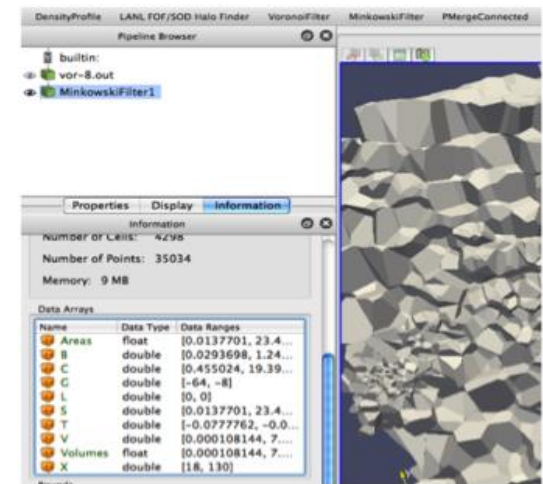 DensityProfile LANL FOF/SOD Halo Finder VoronoiFilter MinkowskiFilter PMergeConnected
Pipeline Browser
builtin:
vor-8.out
MinkowskiFilter1
Properties Display Information
Information
Number of Cells: 4298
Number of Points: 35034
Memory: 9 MB
Data Arrays
Name Data Type Data Ranges
Areas float [0.0137701, 23.4...
B double [0.0293698, 1.24...
C double [0.455024, 19.39...
G double [-64, -8]
L double [0, 0]
S double [0.0137701, 23.4...
T double [-0.0777762, -0.0...
V double [0.000108144, 7....
Volumes float [0.000108144, 7....
X double [18, 130]
Bounds